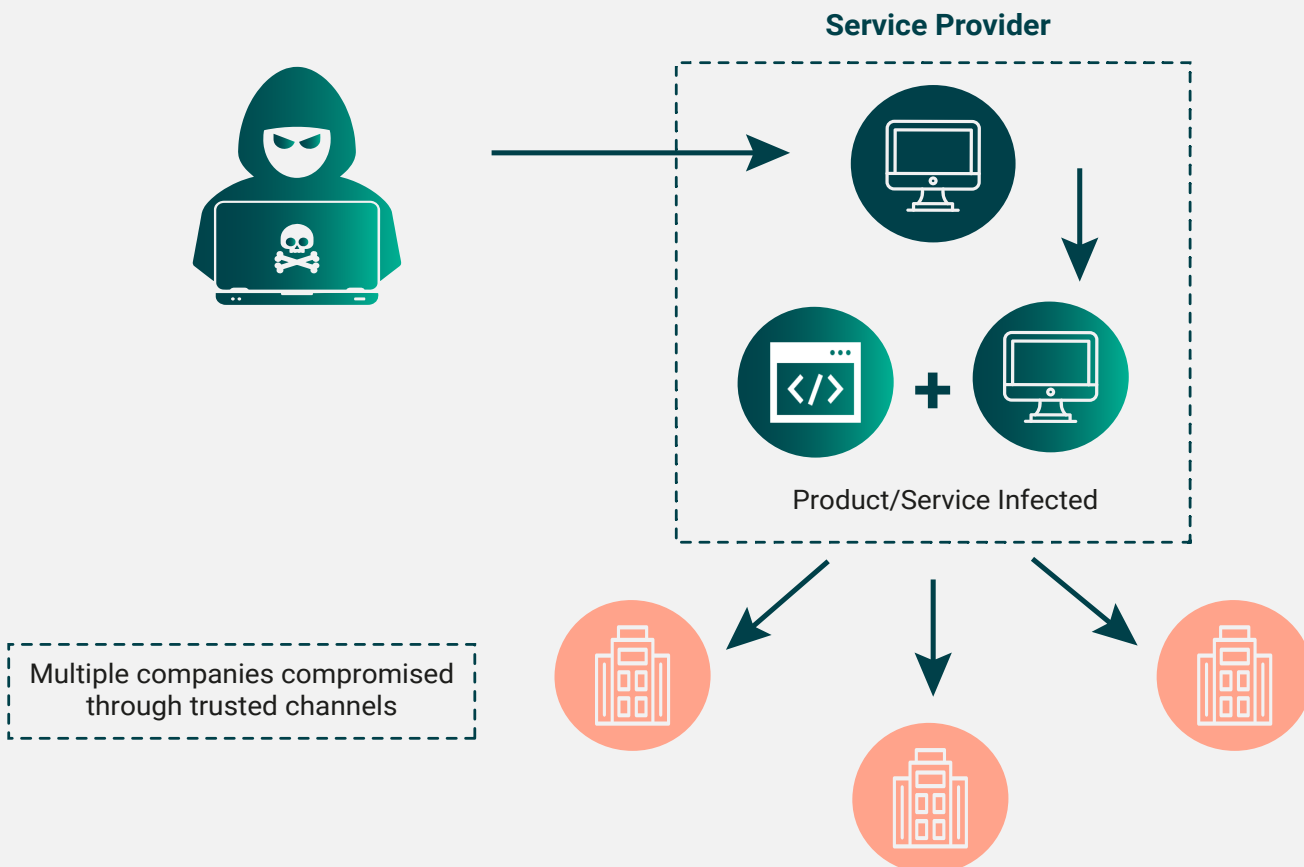 Service Provider
Product/Service Infected
Multiple companies compromised
through trusted channels